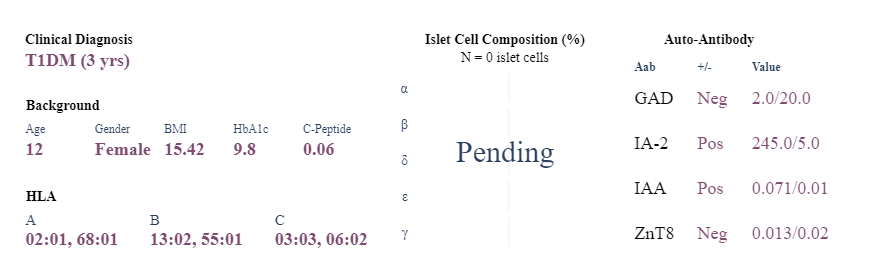 Clinical Diagnosis
T1DM (3 yrs)
Background
Age Gender BMI HbA1c C-Peptide
12 Female 15.42 9.8 0.06
HLA
A B C
02:01, 68:01 13:02, 55:01 03:03, 06:02
Islet Cell Composition (%)
N = 0 islet cells
α
β
δ
ε
γ
Pending
Auto-Antibody
Aab +/- Value
GAD Neg 2.0/20.0
IA-2 Pos 245.0/5.0
IAA Pos 0.071/0.01
ZnT8 Neg 0.013/0.02